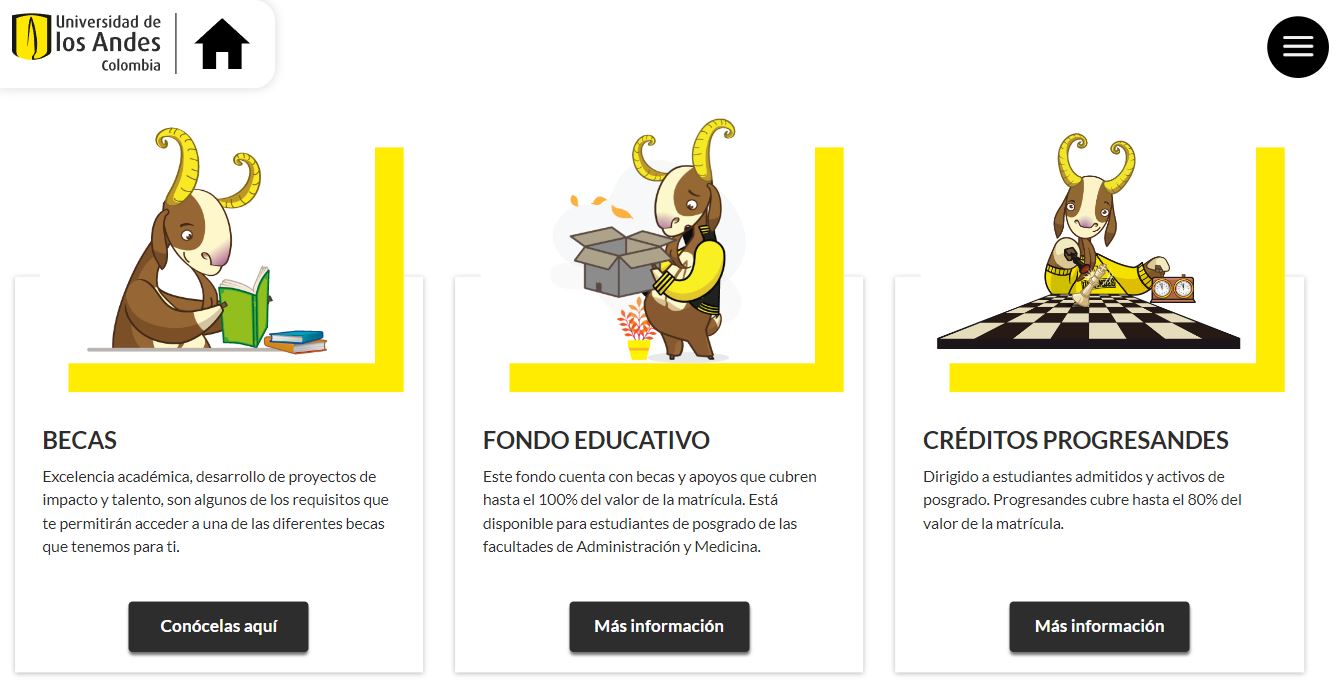 Universidad de
los Andes
Colombia
BECAS
Excelencia académica, desarrollo de proyectos de
impacto y talento, son algunos de los requisitos que
te permitirán acceder a una de las diferentes becas
que tenemos para ti.
Conócelas aquí
FONDO EDUCATIVO
Este fondo cuenta con becas y apoyos que cubren
hasta el 100% del valor de la matrícula. Está
disponible para estudiantes de posgrado de las
facultades de Administración y Medicina.
Más información
CRÉDITOS PROGRESANDES
Dirigido a estudiantes admitidos y activos de
posgrado. Progresandes cubre hasta el 80% del
valor de la matrícula.
Más información